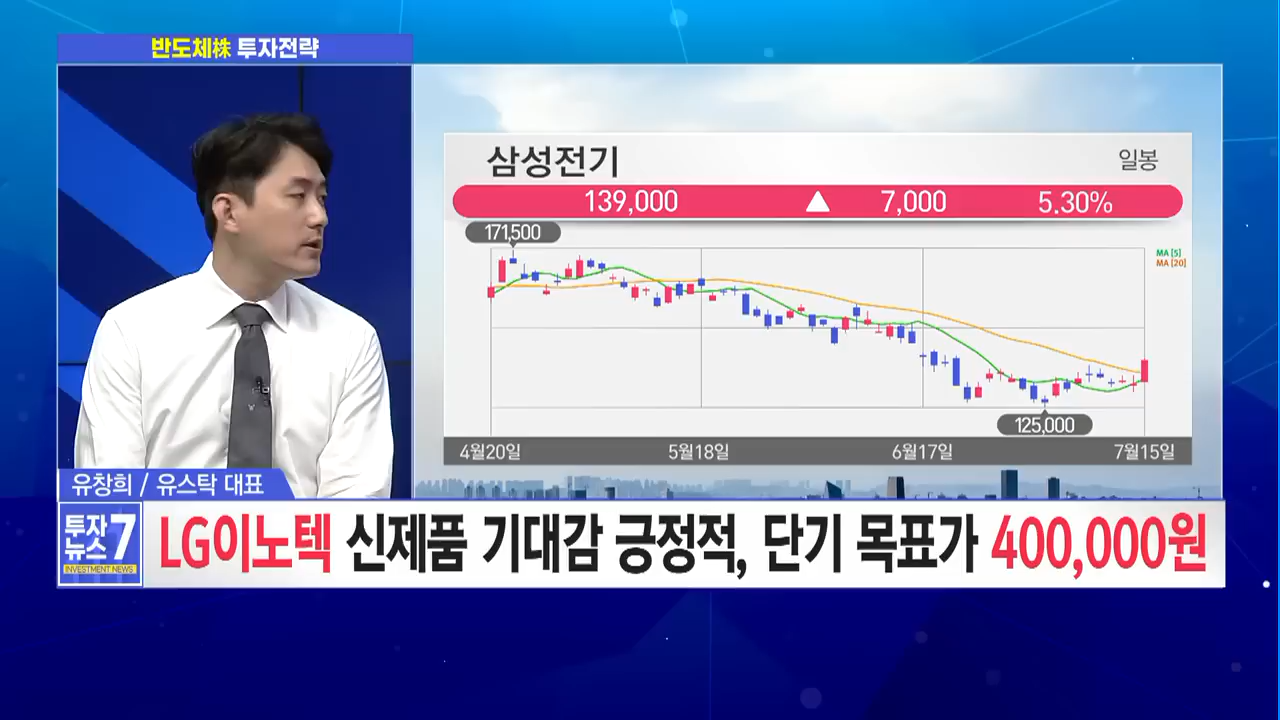 반도체株 투자전략
삼성전기
일봉
139,000 ▲ 7,000 5.30%
171,500
MA [5]
MA [20]
125,000
4월20일 5월18일 6월17일 7월15일
유창희 / 유스탁 대표
투자
뉴스 7
INVESTMENT NEWS
LG이노텍 신제품 기대감 긍정적, 단기 목표가 400,000원